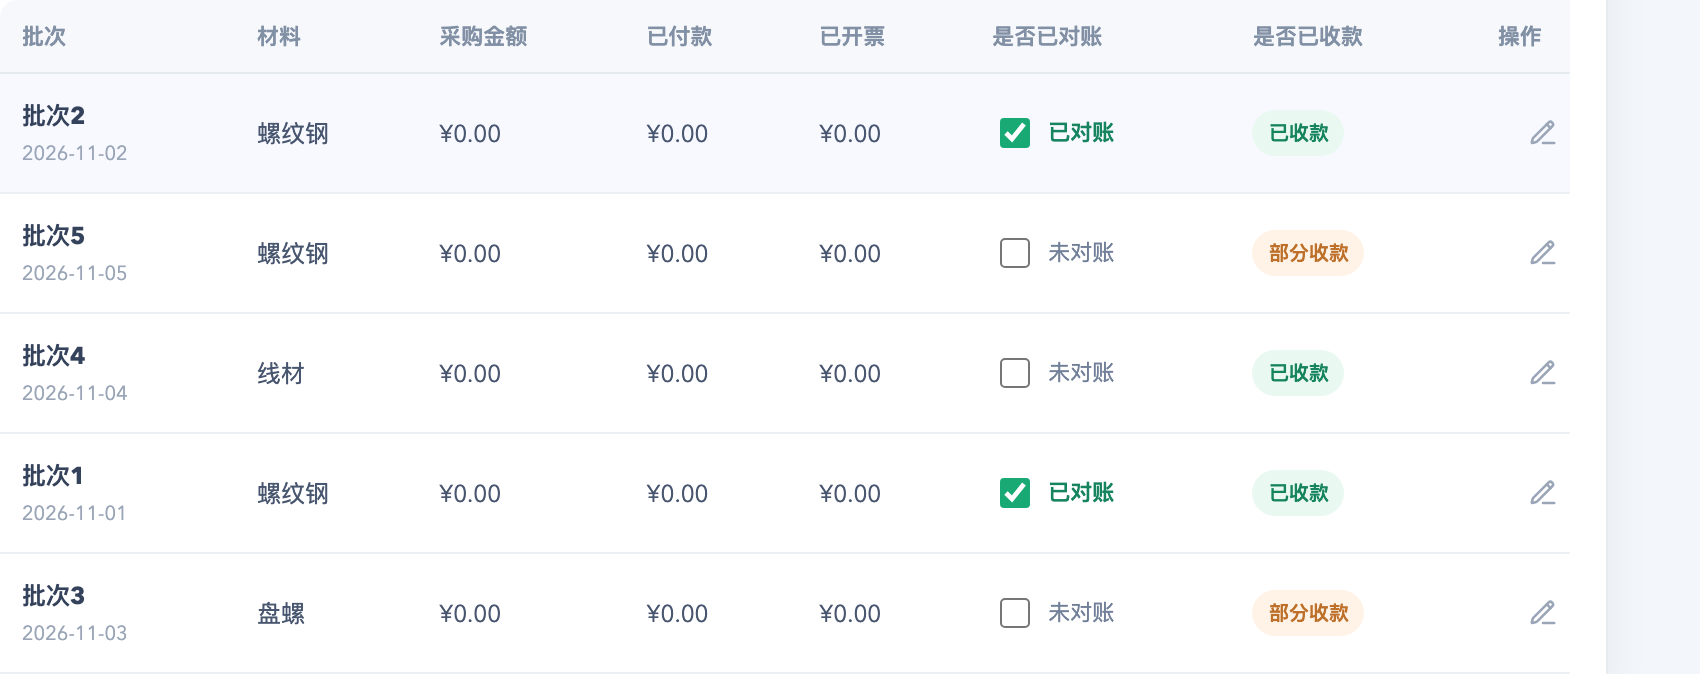 批次 材料 采购金额 已付款 已开票 是否已对账 是否已收款 操作
批次2
2026-11-02
螺纹钢 ¥0.00 ¥0.00 ¥0.00 已对账 已收款
批次5
2026-11-05
螺纹钢 ¥0.00 ¥0.00 ¥0.00 未对账 部分收款
批次4
2026-11-04
线材 ¥0.00 ¥0.00 ¥0.00 未对账 已收款
批次1
2026-11-01
螺纹钢 ¥0.00 ¥0.00 ¥0.00 已对账 已收款
批次3
2026-11-03
盘螺 ¥0.00 ¥0.00 ¥0.00 未对账 部分收款